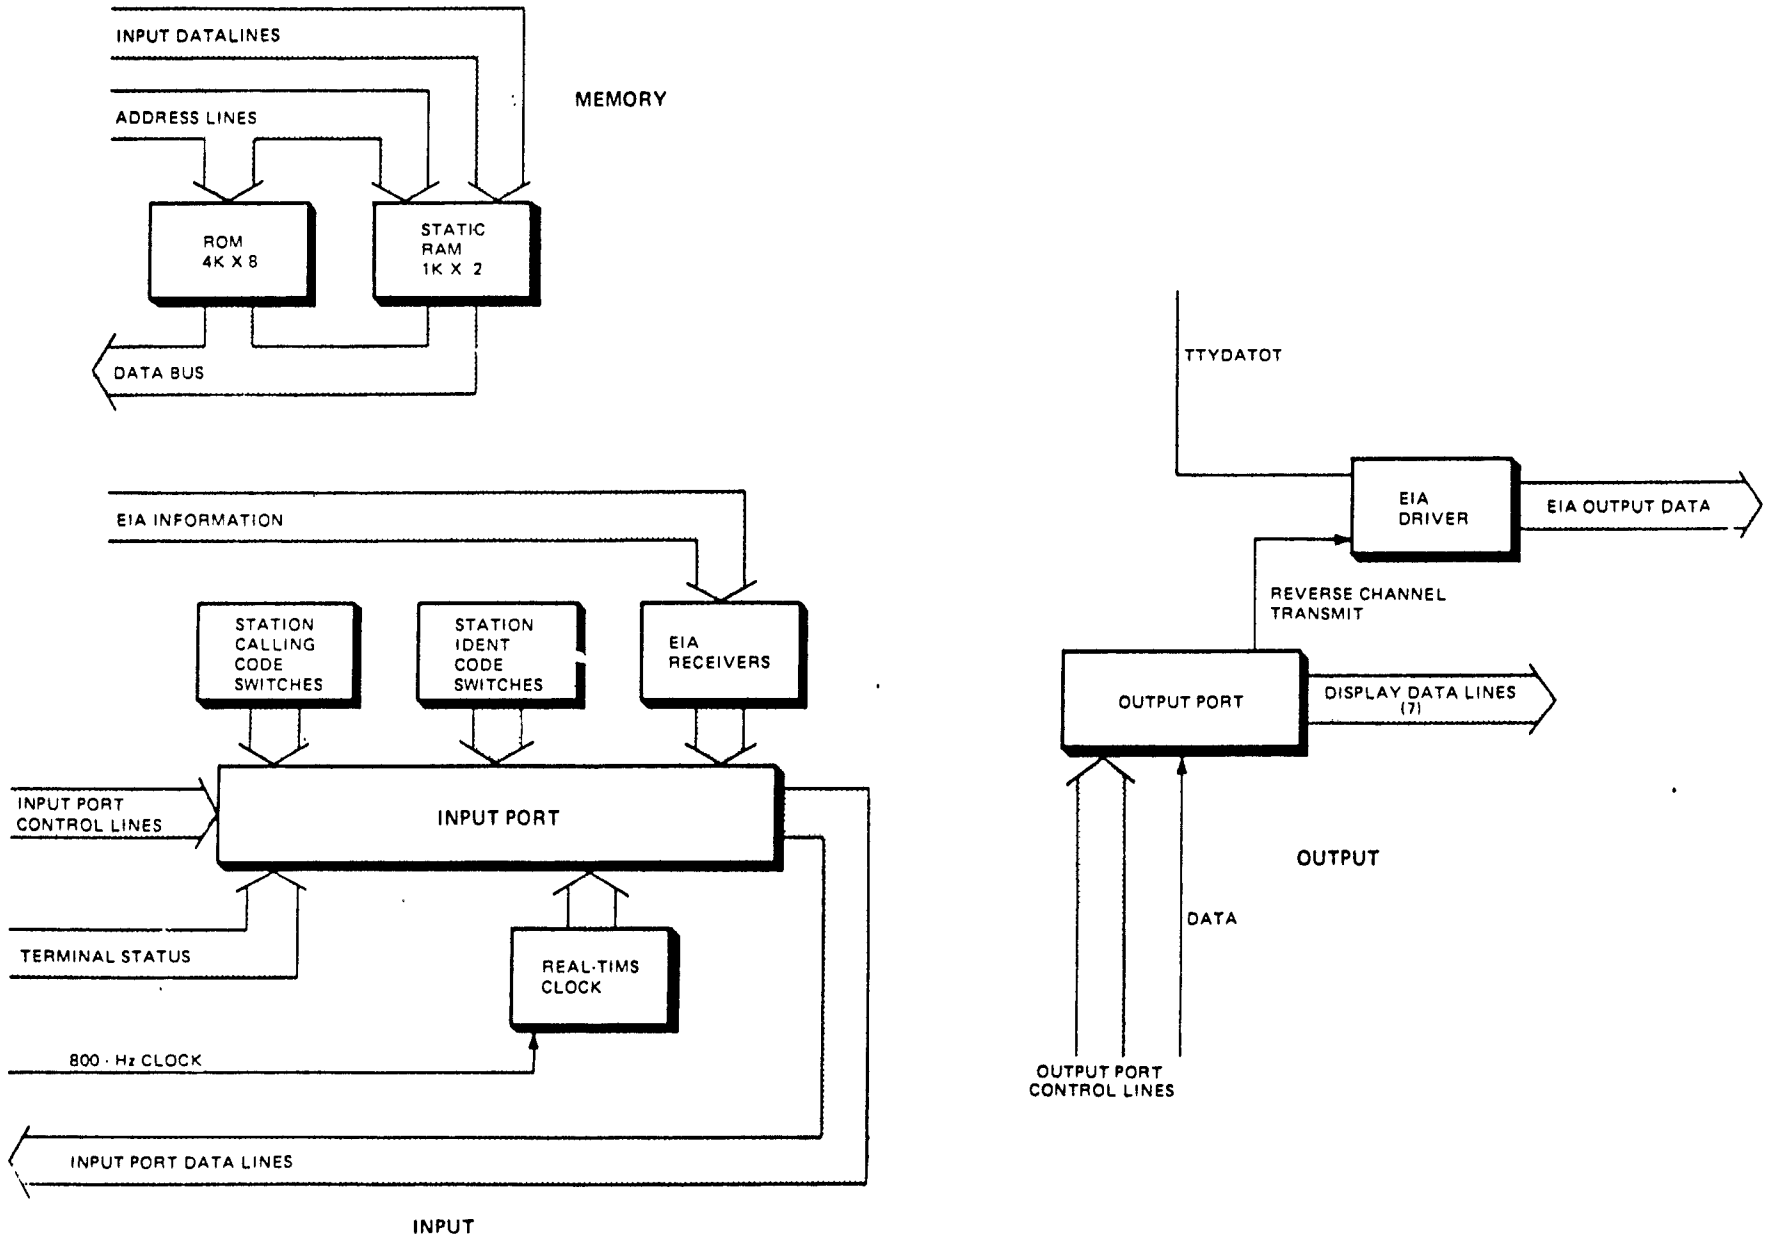 INPUT DATALINES
MEMORY
ADDRESS LINES
ROM
4K X 8
STATIC
RAM
1K X 2
DATA BUS
EIA INFORMATION
STATION
CALLING
CODE
SWITCHES
STATION
IDENT
CODE
SWITCHES
EIA
RECEIVERS
INPUT PORT
CONTROL LINES
INPUT PORT
TERMINAL STATUS
REAL-TIMS
CLOCK
800 - Hz CLOCK
INPUT PORT DATA LINES
INPUT
TTYDATOT
EIA
DRIVER
EIA OUTPUT DATA
REVERSE CHANNEL
TRANSMIT
OUTPUT PORT
DISPLAY DATA LINES
(7)
OUTPUT
DATA
OUTPUT PORT
CONTROL LINES